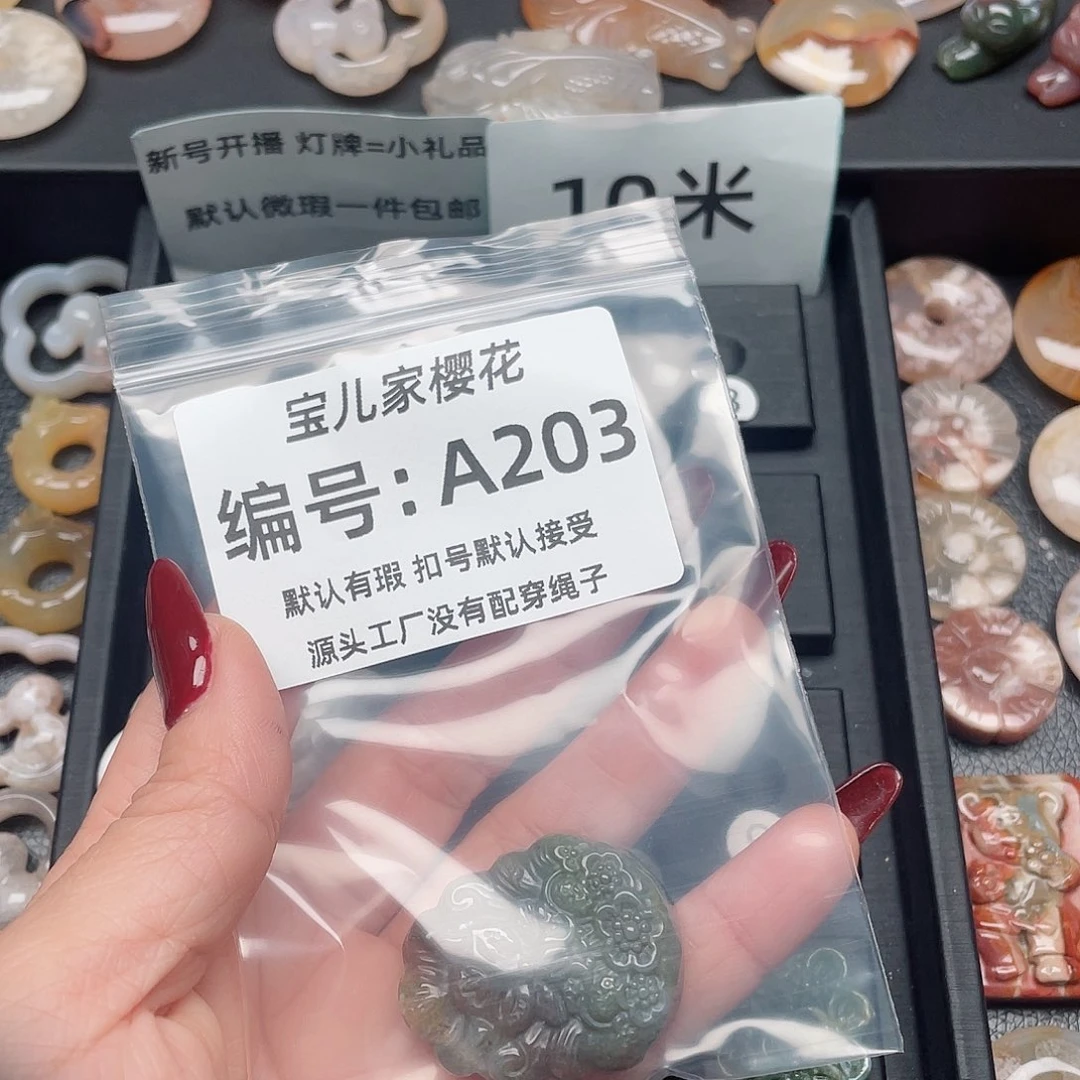 新号开播 灯牌=小礼品
默认微瑕一件包邮
10米
宝儿家樱花
编号：A203
默认有瑕 扣号默认接受
源头工厂没有配穿绳子